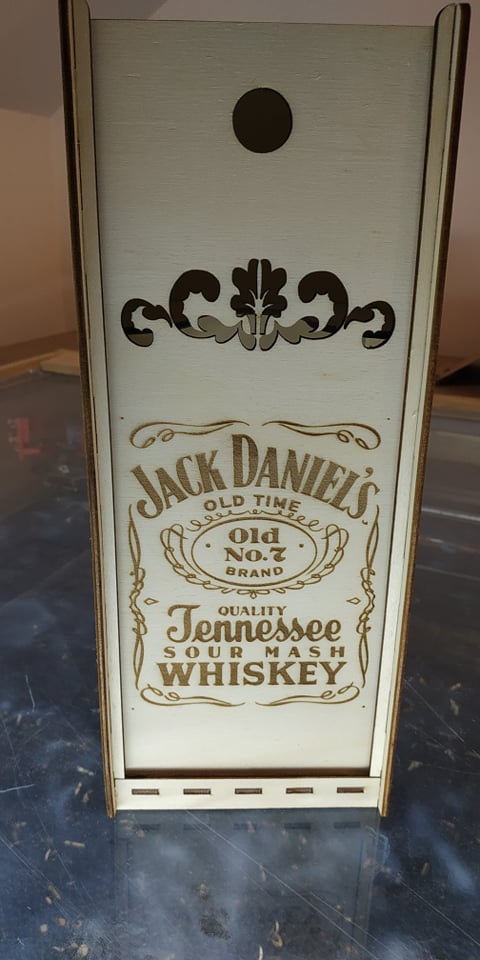 JACK DANIEL'S
OLD TIME
Old
No.7
BRAND
QUALITY
Tennessee
SOUR MASH
WHISKEY